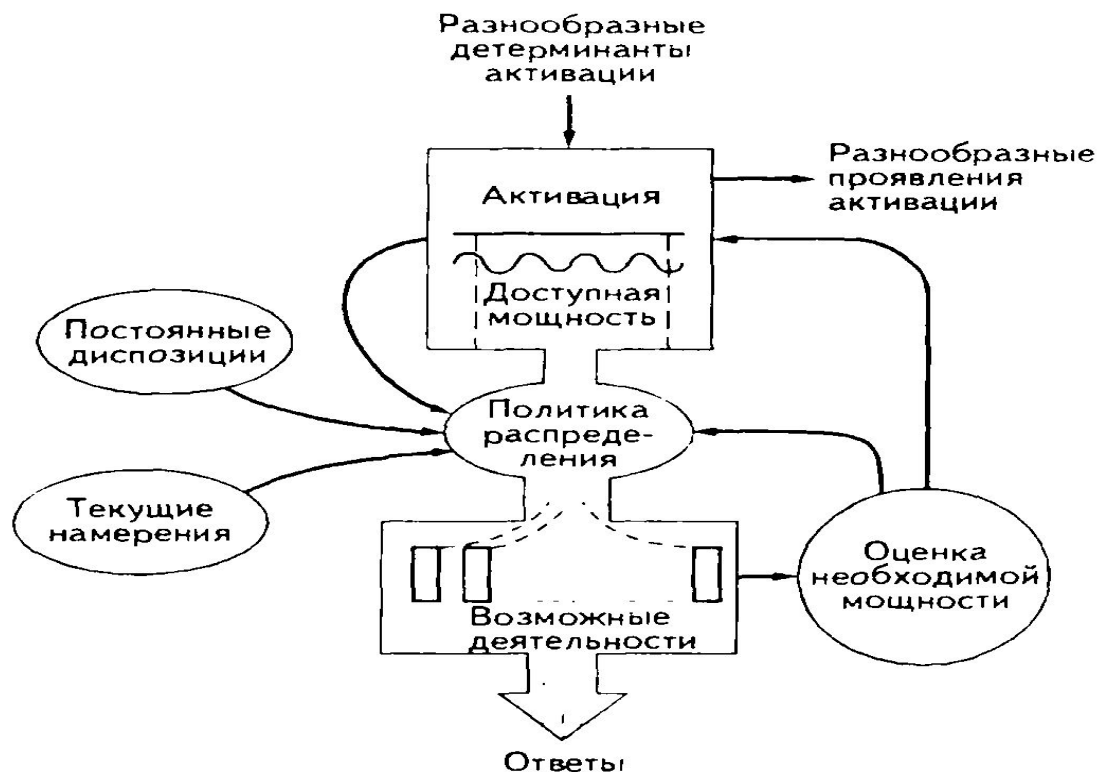 Разнообразные
детерминанты
активации
Активация
Разнообразные
проявления
активации
Доступная
мощность
Постоянные
диспозиции
Политика
распреде-
ления
Текущие
намерения
Оценка
необходимой
мощности
Возможные
деятельности
Ответы